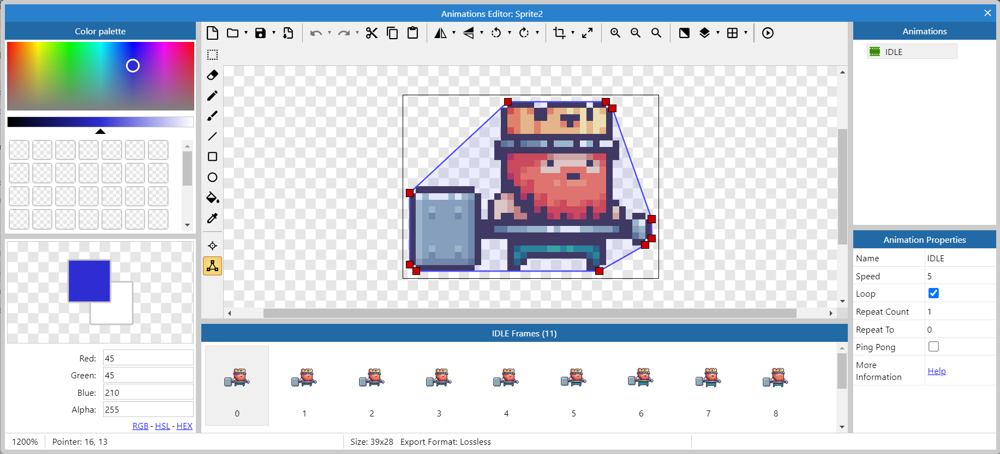 Animations Editor: Sprite2
Color palette
Animations
IDLE
Animation Properties
Name IDLE
Speed 5
Loop
Repeat Count 1
Repeat To 0
Ping Pong
More
Information
Help
Red: 45
Green: 45
Blue: 210
Alpha: 255
RGB - HSL - HEX
IDLE Frames (11)
0 1 2 3 4 5 6 7 8
1200% Pointer: 16, 13 Size: 39x28 Export Format: Lossless